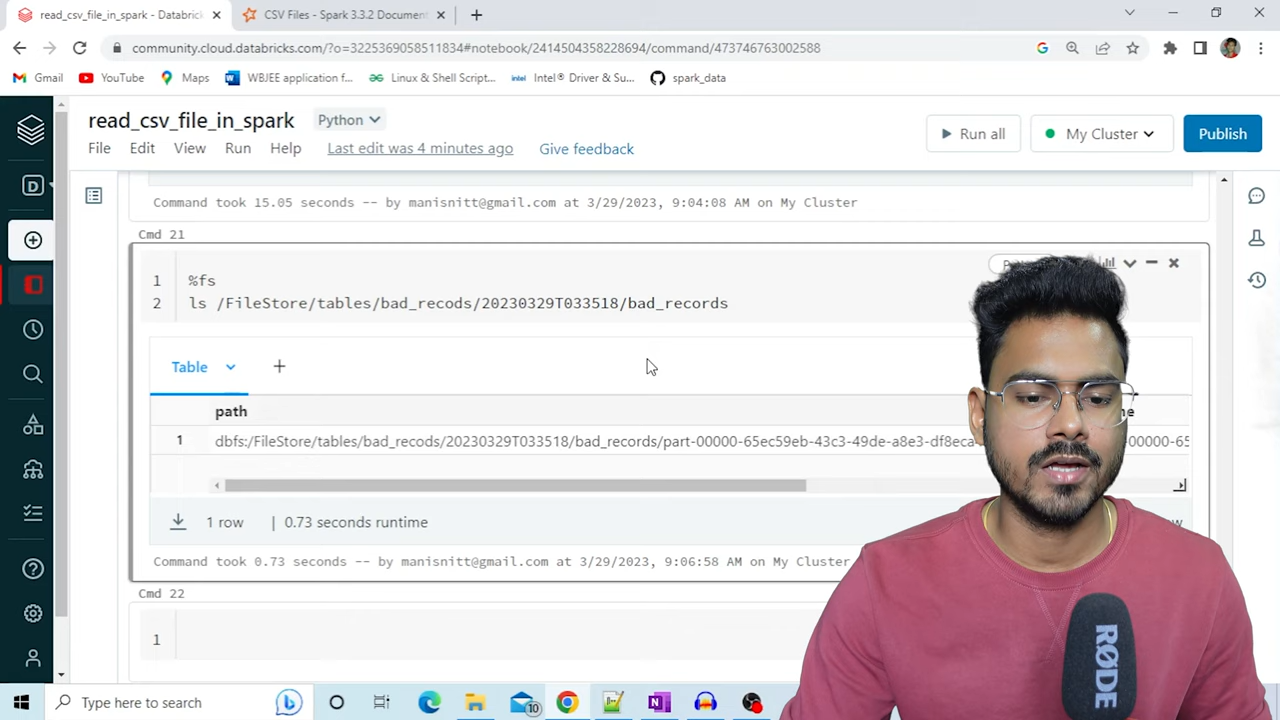 read_csv_file_in_spark - Databric
CSV Files - Spark 3.3.2 Document
community.cloud.databricks.com/?o=3225369058511834#notebook/2414504358228694/command/473746763002588
Gmail
YouTube
Maps
WBJEE application f...
Linux & Shell Script...
Intel® Driver & Su...
spark_data
read_csv_file_in_spark
Python
Run all
My Cluster
Publish
File
Edit
View
Run
Help
Last edit was 4 minutes ago
Give feedback
D
Command took 15.05 seconds -- by manisnitt@gmail.com at 3/29/2023, 9:04:08 AM on My Cluster
Cmd 21
1 %fs
2 ls /FileStore/tables/bad_recods/20230329T033518/bad_records
Table
path
1 dbfs:/FileStore/tables/bad_recods/20230329T033518/bad_records/part-00000-65ec59eb-43c3-49de-a8e3-df8eca
-00000-65
1 row | 0.73 seconds runtime
Command took 0.73 seconds -- by manisnitt@gmail.com at 3/29/2023, 9:06:58 AM on My Cluster
Cmd 22
1
RØDE
Type here to search
10